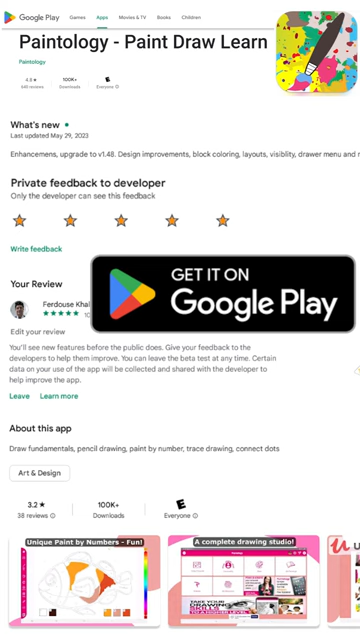 Google Play
Games
Apps
Movies & TV
Books
Children
Paintology - Paint Draw Learn
Paintology
4.9 ★
100K+
Downloads
Everyone
What's new
Last updated May 29, 2023
Enhancemens, upgrade to v1.48. Design improvements, block coloring, layouts, visiblity, drawer menu and
Private feedback to developer
Only the developer can see this feedback
Write feedback
Your Review
Ferdouse Khal
GET IT ON
Google Play
Edit your review
You'll see new features before the public does. Give your feedback to the
developers to help them improve. You can leave the beta test at any time. Certain
data on your use of the app will be collected and shared with the developer to
help improve the app.
Leave
Learn more
About this app
Draw fundamentals, pencil drawing, paint by number, trace drawing, connect dots
Art & Design
3.2 ★
38 reviews
100K+
Downloads
E
Everyone
Unique Paint by Numbers - Fun!
A complete drawing studio!
TAKE YOUR
DRAWING
SKILLS